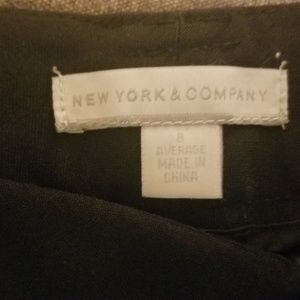 NEW YORK & COMPANY
8
AVERAGE
MADE IN
CHINA